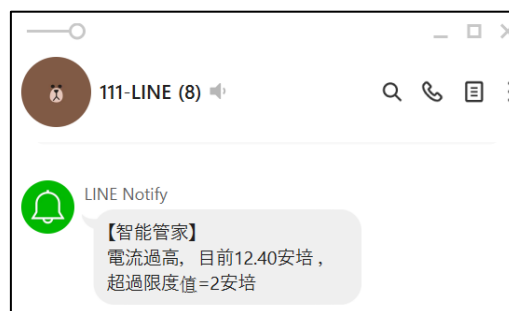 111-LINE (8)
LINE Notify
【智能管家】
電流過高，目前12.40安培，
超過限度值=2安培